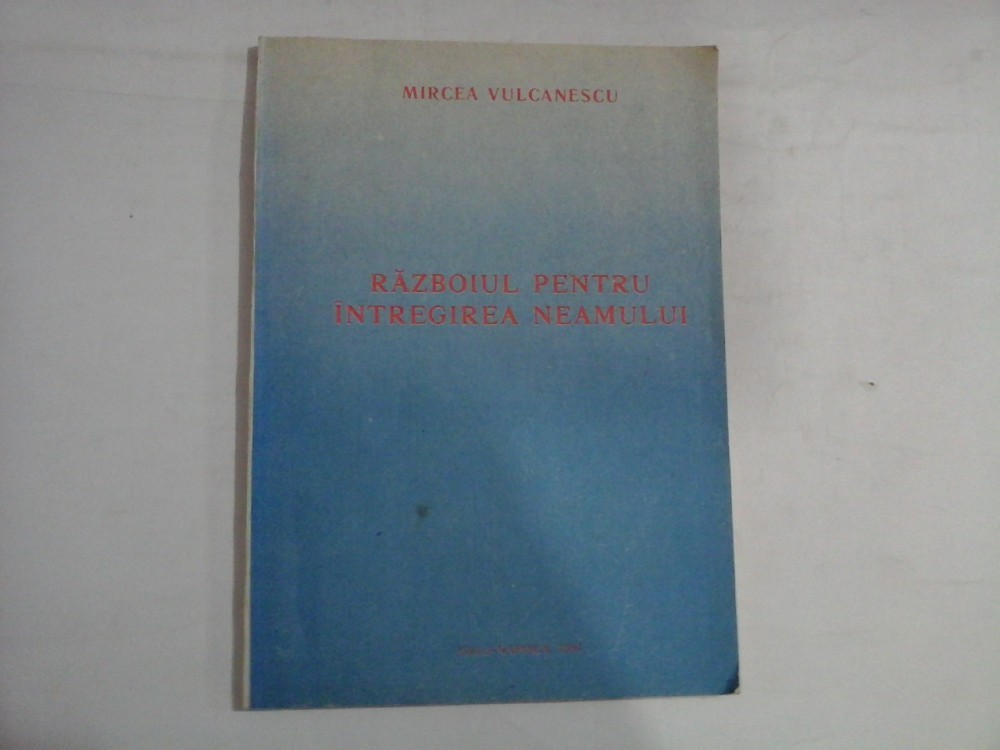 MIRCEA VULCANESCU
RĂZBOIUL PENTRU
ÎNTREGIREA NEAMULUI